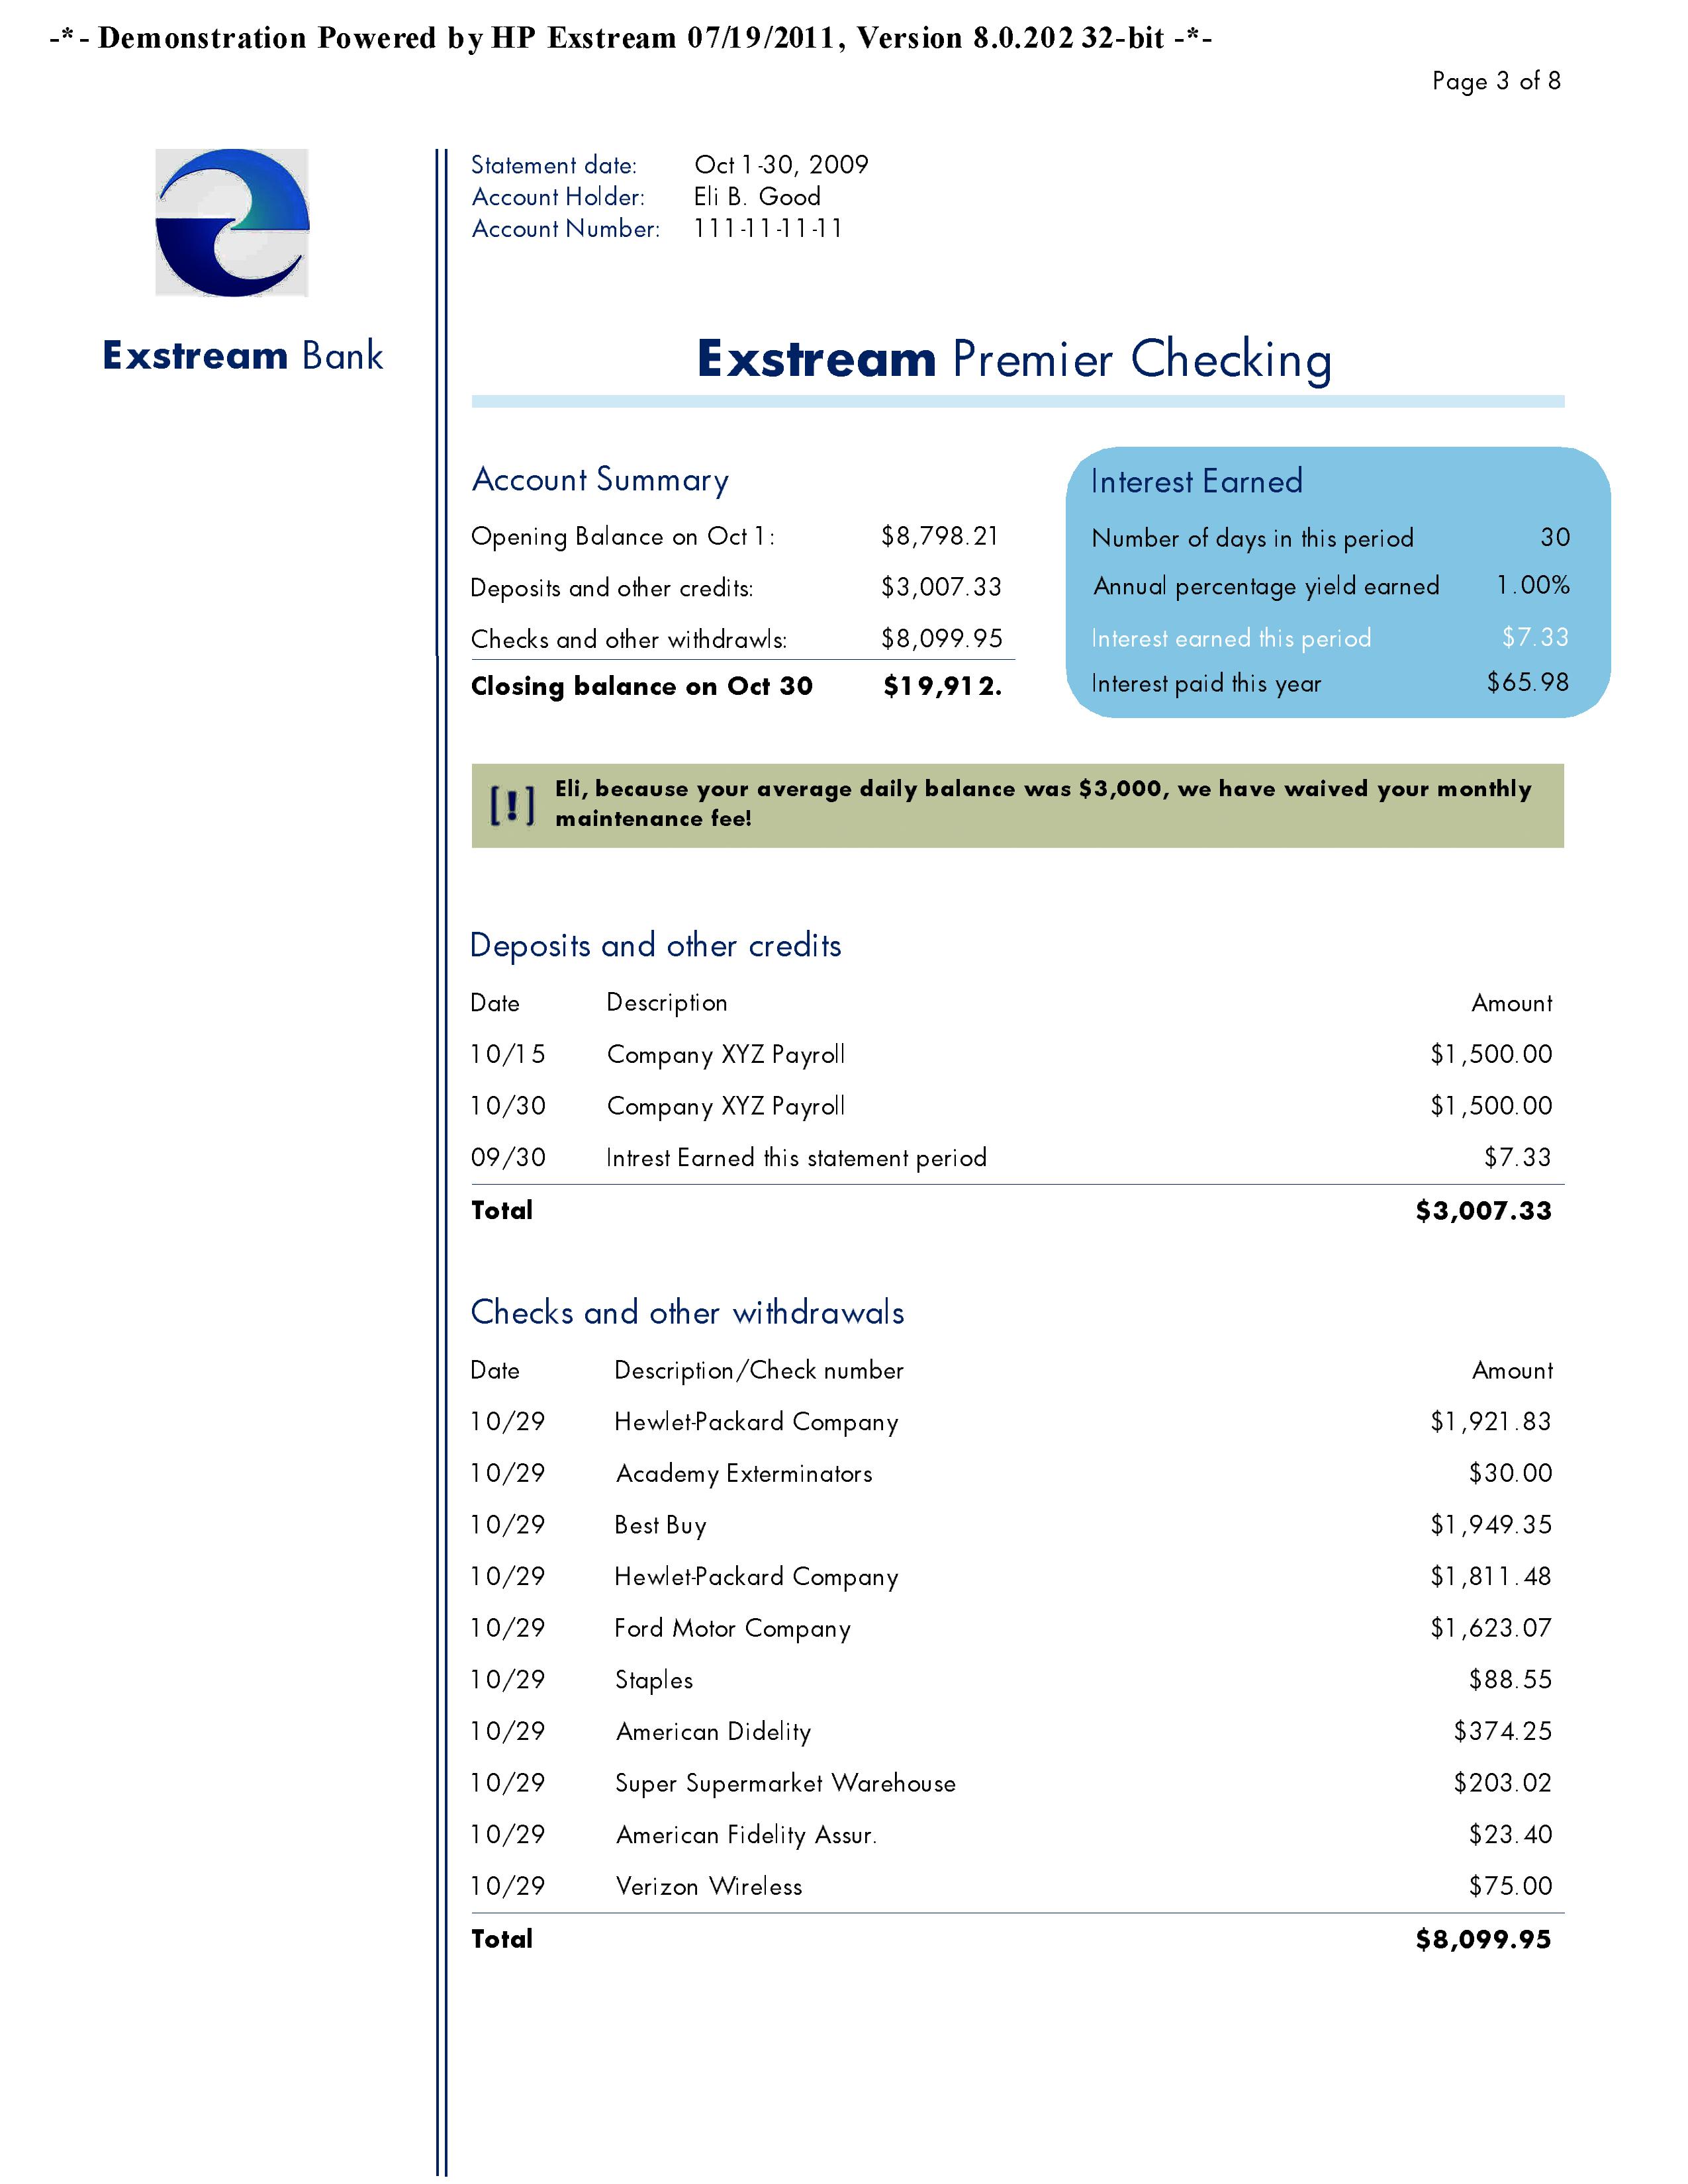 -*- Demonstration Powered by HP Exstream 07/19/2011, Version 8.0.202 32-bit -*-
Page 3 of 8
Statement date: Oct 1-30, 2009
Account Holder: Eli B. Good
Account Number: 111-11-11-11
Exstream Bank
Exstream Premier Checking
Account Summary
Opening Balance on Oct 1: $8,798.21
Deposits and other credits: $3,007.33
Checks and other withdrawls: $8,099.95
Closing balance on Oct 30 $19,912.
Interest Earned
Number of days in this period 30
Annual percentage yield earned 1.00%
Interest earned this period $7.33
Interest paid this year $65.98
[!] Eli, because your average daily balance was $3,000, we have waived your monthly
maintenance fee!
Deposits and other credits
Date Description Amount
10/15 Company XYZ Payroll $1,500.00
10/30 Company XYZ Payroll $1,500.00
09/30 Intrest Earned this statement period $7.33
Total $3,007.33
Checks and other withdrawals
Date Description/Check number Amount
10/29 Hewlet-Packard Company $1,921.83
10/29 Academy Exterminators $30.00
10/29 Best Buy $1,949.35
10/29 Hewlet-Packard Company $1,811.48
10/29 Ford Motor Company $1,623.07
10/29 Staples $88.55
10/29 American Didelity $374.25
10/29 Super Supermarket Warehouse $203.02
10/29 American Fidelity Assur. $23.40
10/29 Verizon Wireless $75.00
Total $8,099.95